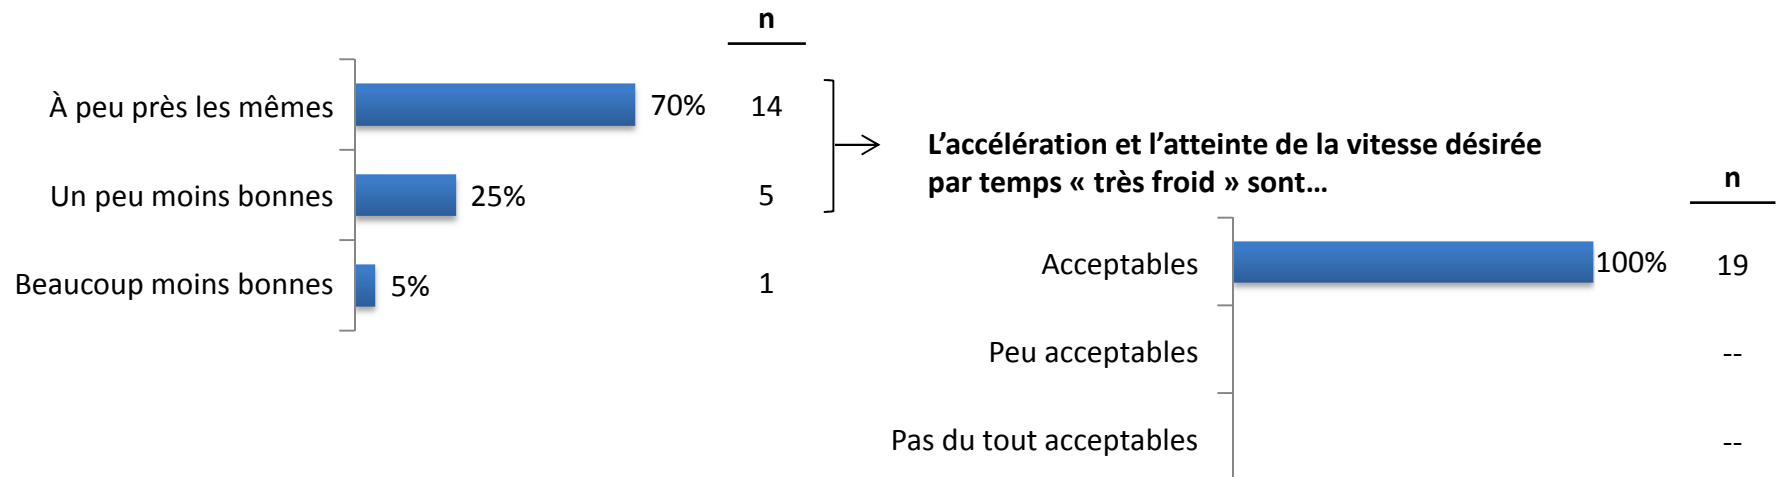 n
À peu près les mêmes 70% 14
Un peu moins bonnes 25% 5
Beaucoup moins bonnes 5% 1
L’accélération et l’atteinte de la vitesse désirée
par temps « très froid » sont…
n
Acceptables 100% 19
Peu acceptables --
Pas du tout acceptables --